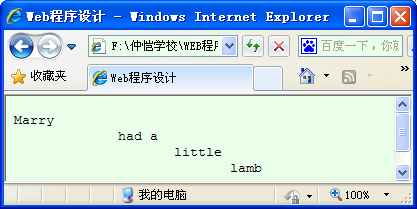 Web程序设计 - Windows Internet Explorer
F:\仲恺学校\WEB程序
百度一下，你
收藏夹
Web程序设计
Marry
had a
little
lamb
我的电脑
100%